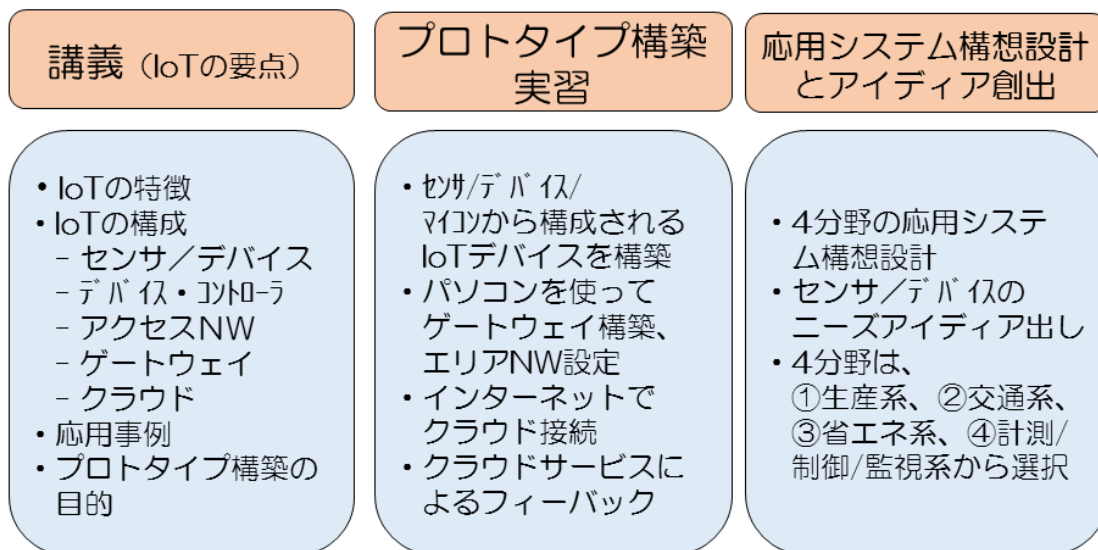 講義（IoTの要点）
・IoTの特徴
・IoTの構成
－センサ／デバイス
－ﾃﾞﾊﾞｲｽ・ｺﾝﾄﾛｰﾗ
－アクセスNW
－ゲートウェイ
－クラウド
・応用事例
・プロトタイプ構築の
目的
プロトタイプ構築
実習
・ｾﾝｻ/ﾃﾞﾊﾞｲｽ/
ﾏｲｺﾝから構成される
IoTデバイスを構築
・パソコンを使って
ゲートウェイ構築、
エリアNW設定
・インターネットで
クラウド接続
・クラウドサービスに
よるフィーバック
応用システム構想設計
とアイディア創出
・4分野の応用システ
ム構想設計
・センサ／ﾃﾞﾊﾞｲｽの
ニーズアイディア出し
・4分野は、
①生産系、②交通系、
③省エネ系、④計測/
制御/監視系から選択